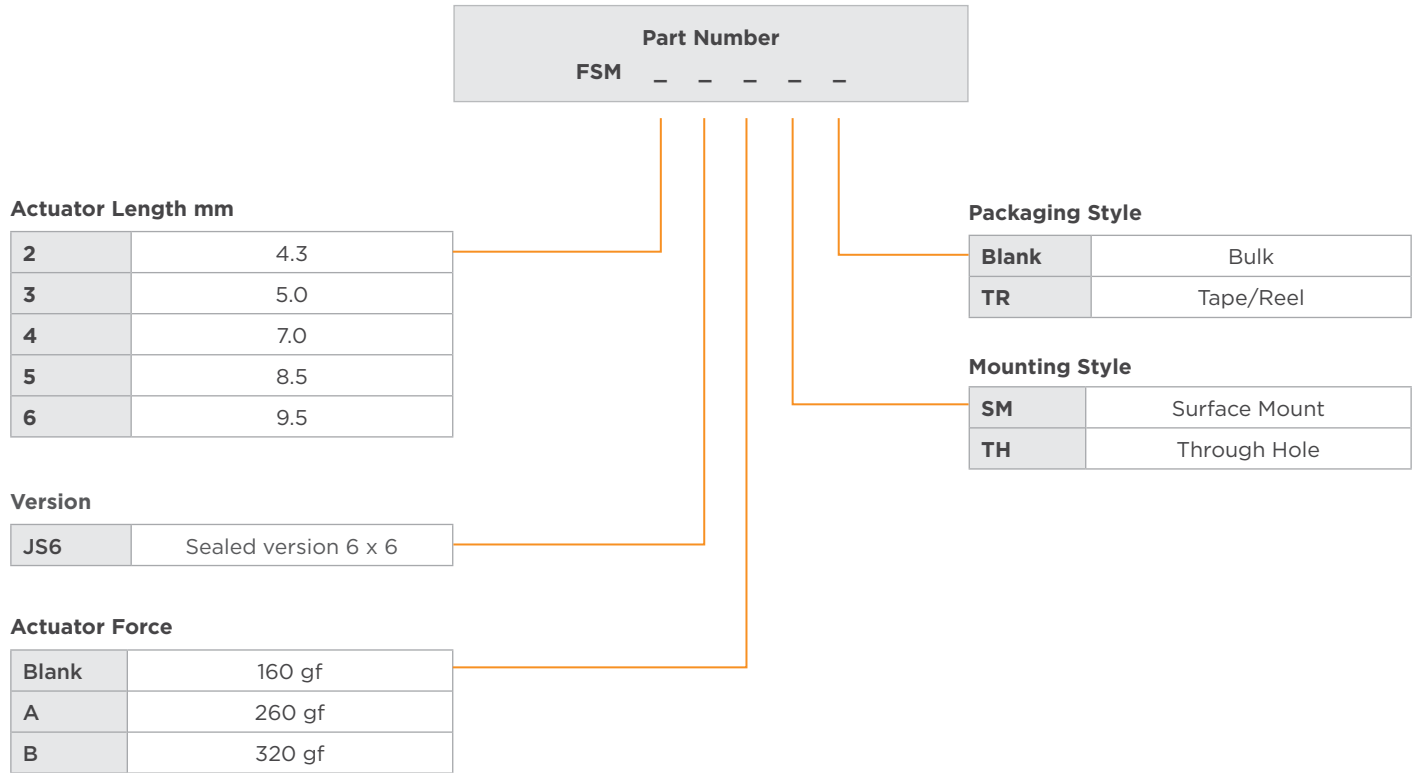 Part Number
FSM _ _ _ _ _
Actuator Length mm
2 4.3
3 5.0
4 7.0
5 8.5
6 9.5
Version
JS6 Sealed version 6 x 6
Actuator Force
Blank 160 gf
A 260 gf
B 320 gf
Packaging Style
Blank Bulk
TR Tape/Reel
Mounting Style
SM Surface Mount
TH Through Hole